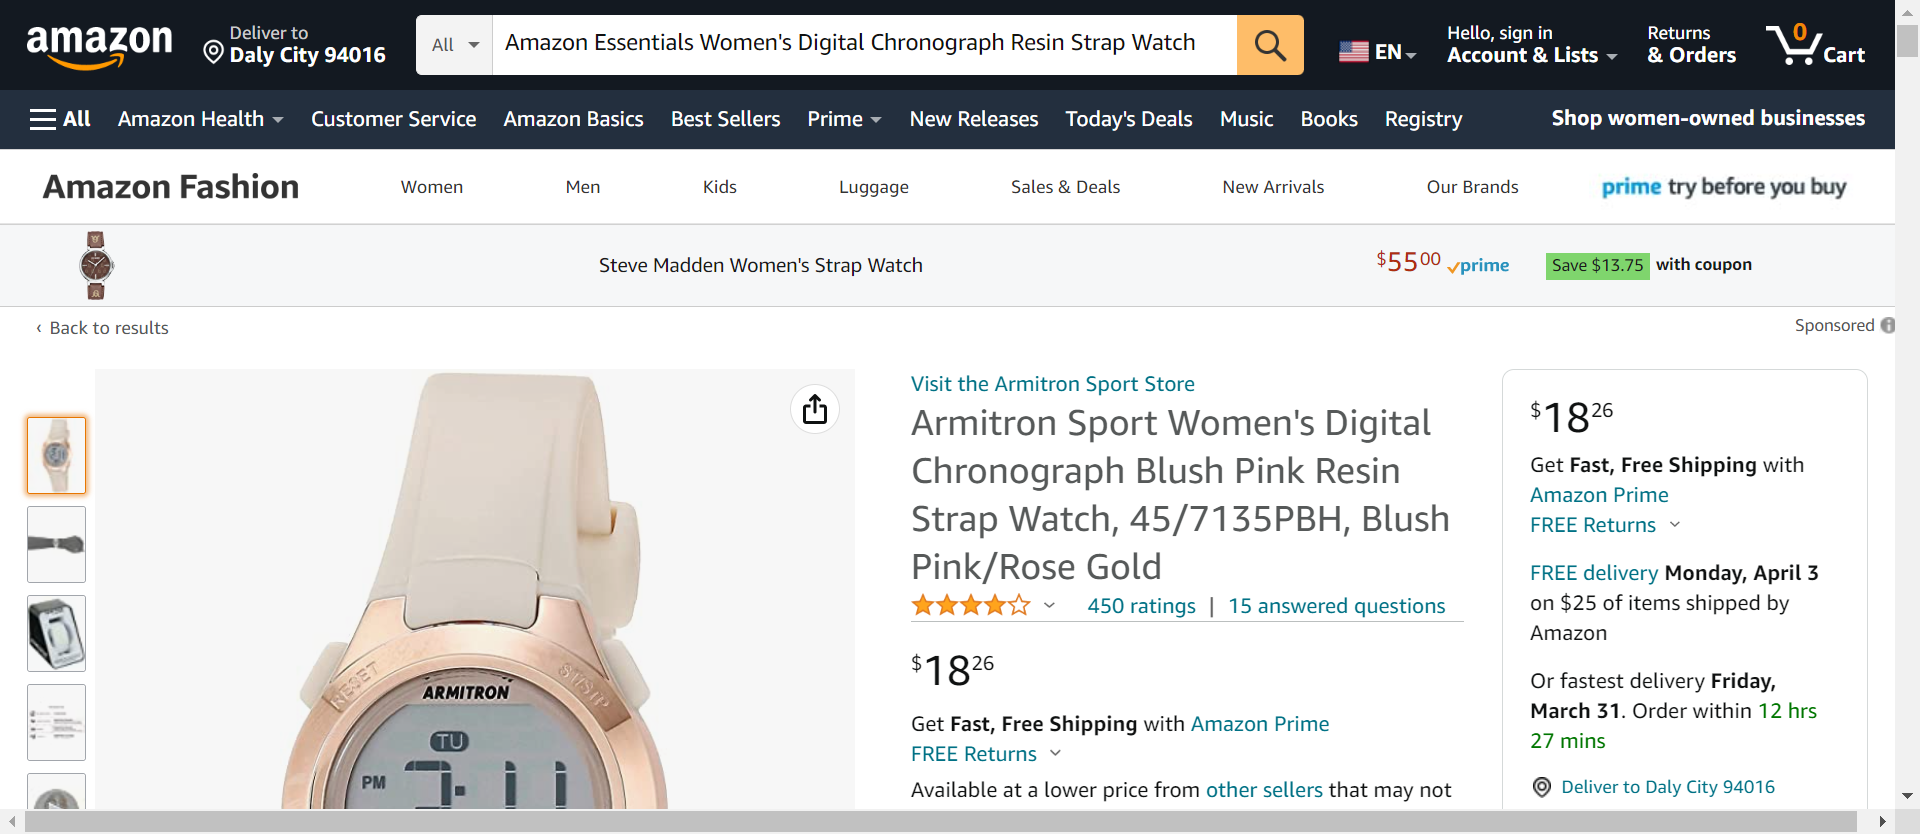 amazon
Deliver to
Daly City 94016
All
Amazon Essentials Women's Digital Chronograph Resin Strap Watch
EN
Hello, sign in
Account & Lists
Returns
& Orders
0
Cart
All
Amazon Health
Customer Service
Amazon Basics
Best Sellers
Prime
New Releases
Today's Deals
Music
Books
Registry
Shop women-owned businesses
Amazon Fashion
Women
Men
Kids
Luggage
Sales & Deals
New Arrivals
Our Brands
prime try before you buy
Steve Madden Women's Strap Watch
$55 00
prime
Save $13.75 with coupon
‹ Back to results
Sponsored
RESET
ST/STP
ARMITRON
TU
PM
Visit the Armitron Sport Store
Armitron Sport Women's Digital
Chronograph Blush Pink Resin
Strap Watch, 45/7135PBH, Blush
Pink/Rose Gold
450 ratings | 15 answered questions
$18 26
Get Fast, Free Shipping with Amazon Prime
FREE Returns
Available at a lower price from other sellers that may not
$18 26
Get Fast, Free Shipping with
Amazon Prime
FREE Returns
FREE delivery Monday, April 3
on $25 of items shipped by
Amazon
Or fastest delivery Friday,
March 31. Order within 12 hrs
27 mins
Deliver to Daly City 94016